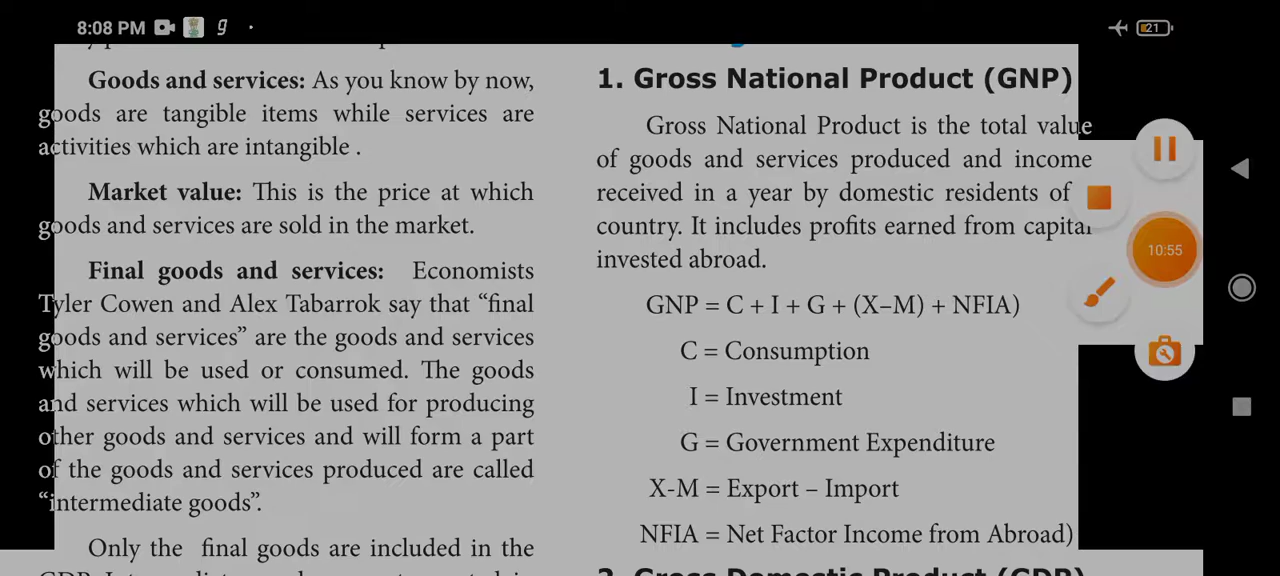 8:08 PM g
21
Goods and services: As you know by now,
goods are tangible items while services are
activities which are intangible .
Market value: This is the price at which
goods and services are sold in the market.
Final goods and services: Economists
Tyler Cowen and Alex Tabarrok say that “final
goods and services” are the goods and services
which will be used or consumed. The goods
and services which will be used for producing
other goods and services and will form a part
of the goods and services produced are called
“intermediate goods”.
Only the final goods are included in the
1. Gross National Product (GNP)
Gross National Product is the total value
of goods and services produced and income
received in a year by domestic residents of
country. It includes profits earned from capital
invested abroad.
GNP = C + I + G + (X–M) + NFIA)
C = Consumption
I = Investment
G = Government Expenditure
X-M = Export – Import
NFIA = Net Factor Income from Abroad)
2. Gross Domestic Product (GDP)
10:55